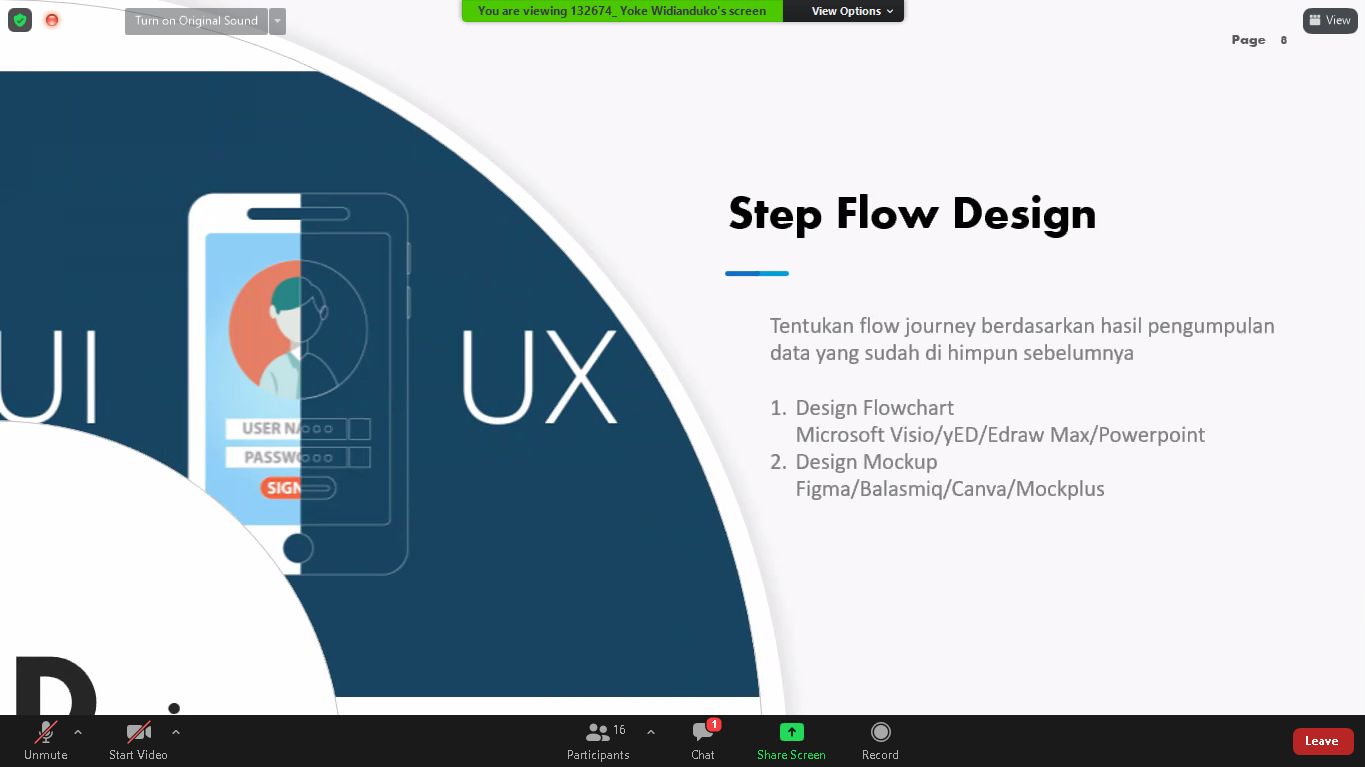 Turn on Original Sound
You are viewing 132674_ Yoke Widianduko's screen
View Options
View
Page 8
Step Flow Design
Tentukan flow journey berdasarkan hasil pengumpulan
data yang sudah di himpun sebelumnya
1. Design Flowchart
Microsoft Visio/yED/Edraw Max/Powerpoint
2. Design Mockup
Figma/Balasmiq/Canva/Mockplus
UI
UX
USER NA
PASSWO
SIGN
D
Unmute
Start Video
16
Participants
1
Chat
Share Screen
Record
Leave